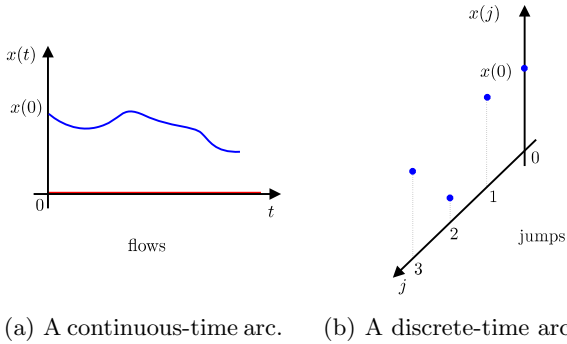 x(t)
x(0)
0
t
flows
x(j)
x(0)
0
1
2
3
j
jumps
(a) A continuous-time arc.
(b) A discrete-time arc